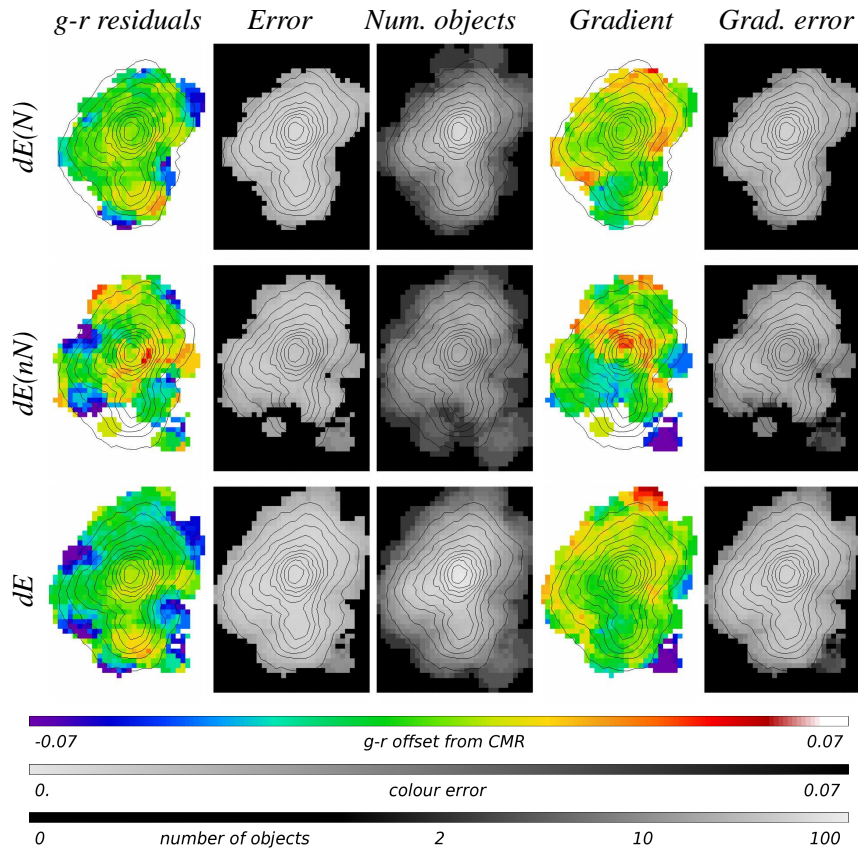 g-r residuals Error Num. objects Gradient Grad. error
dE(N)
dE(nN)
dE
-0.07 g-r offset from CMR 0.07
0. colour error 0.07
0 number of objects 2 10 100